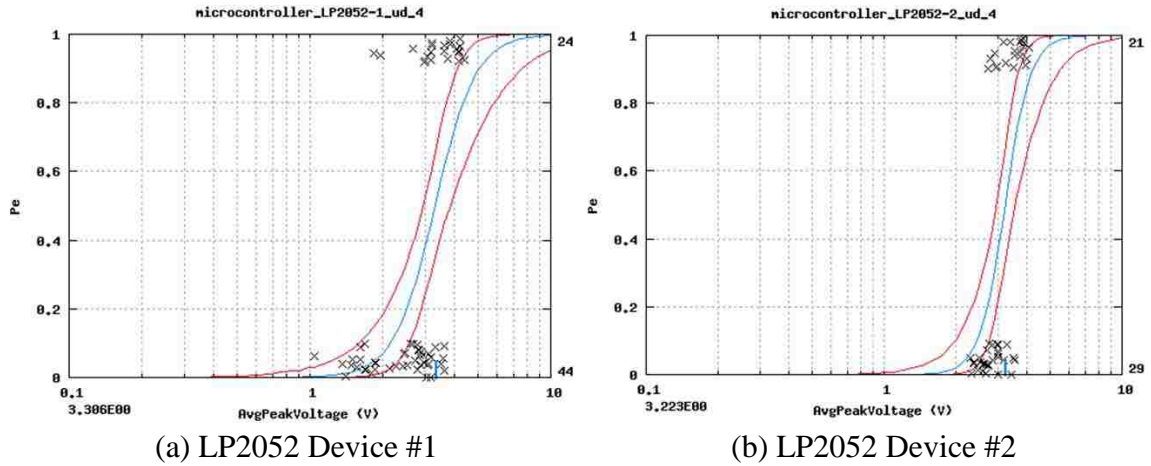 microcontroller_LP2052-1_ud_4
1
0.8
0.6
0.4
0.2
0
Pe
24
44
0.1
1
10
3.306E00
AvgPeakVoltage (V)
(a) LP2052 Device #1
microcontroller_LP2052-2_ud_4
1
0.8
0.6
0.4
0.2
0
Pe
21
29
0.1
1
10
3.223E00
AvgPeakVoltage (V)
(b) LP2052 Device #2